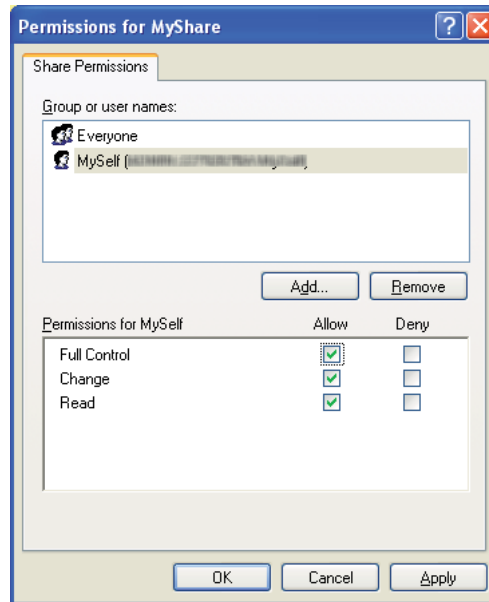 Permissions for MyShare
Share Permissions
Group or user names:
Everyone
MySelf (
Add... Remove
Permissions for MySelf Allow Deny
Full Control
Change
Read
OK Cancel Apply